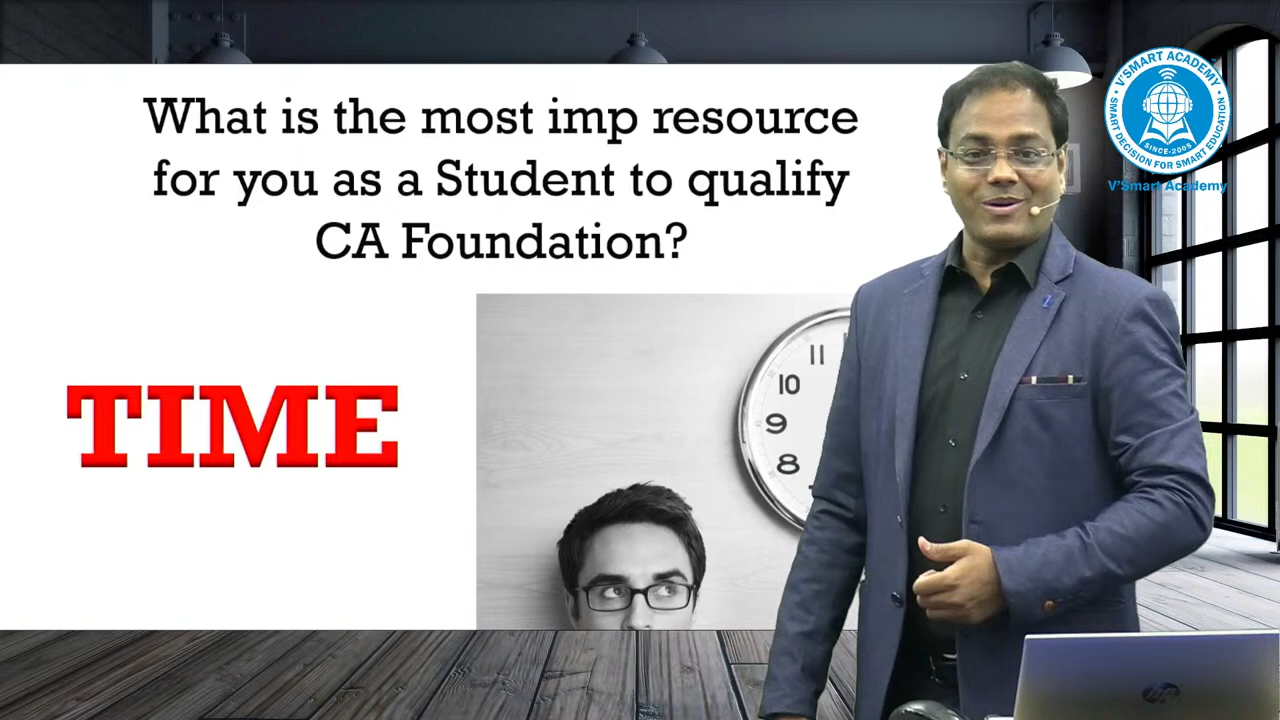 What is the most imp resource
for you as a Student to qualify
CA Foundation?
TIME
11
10
9
8
V'SMART ACADEMY
SMART DECISION FOR SMART EDUCATION
SINCE-2005
V'Smart Academy
hp